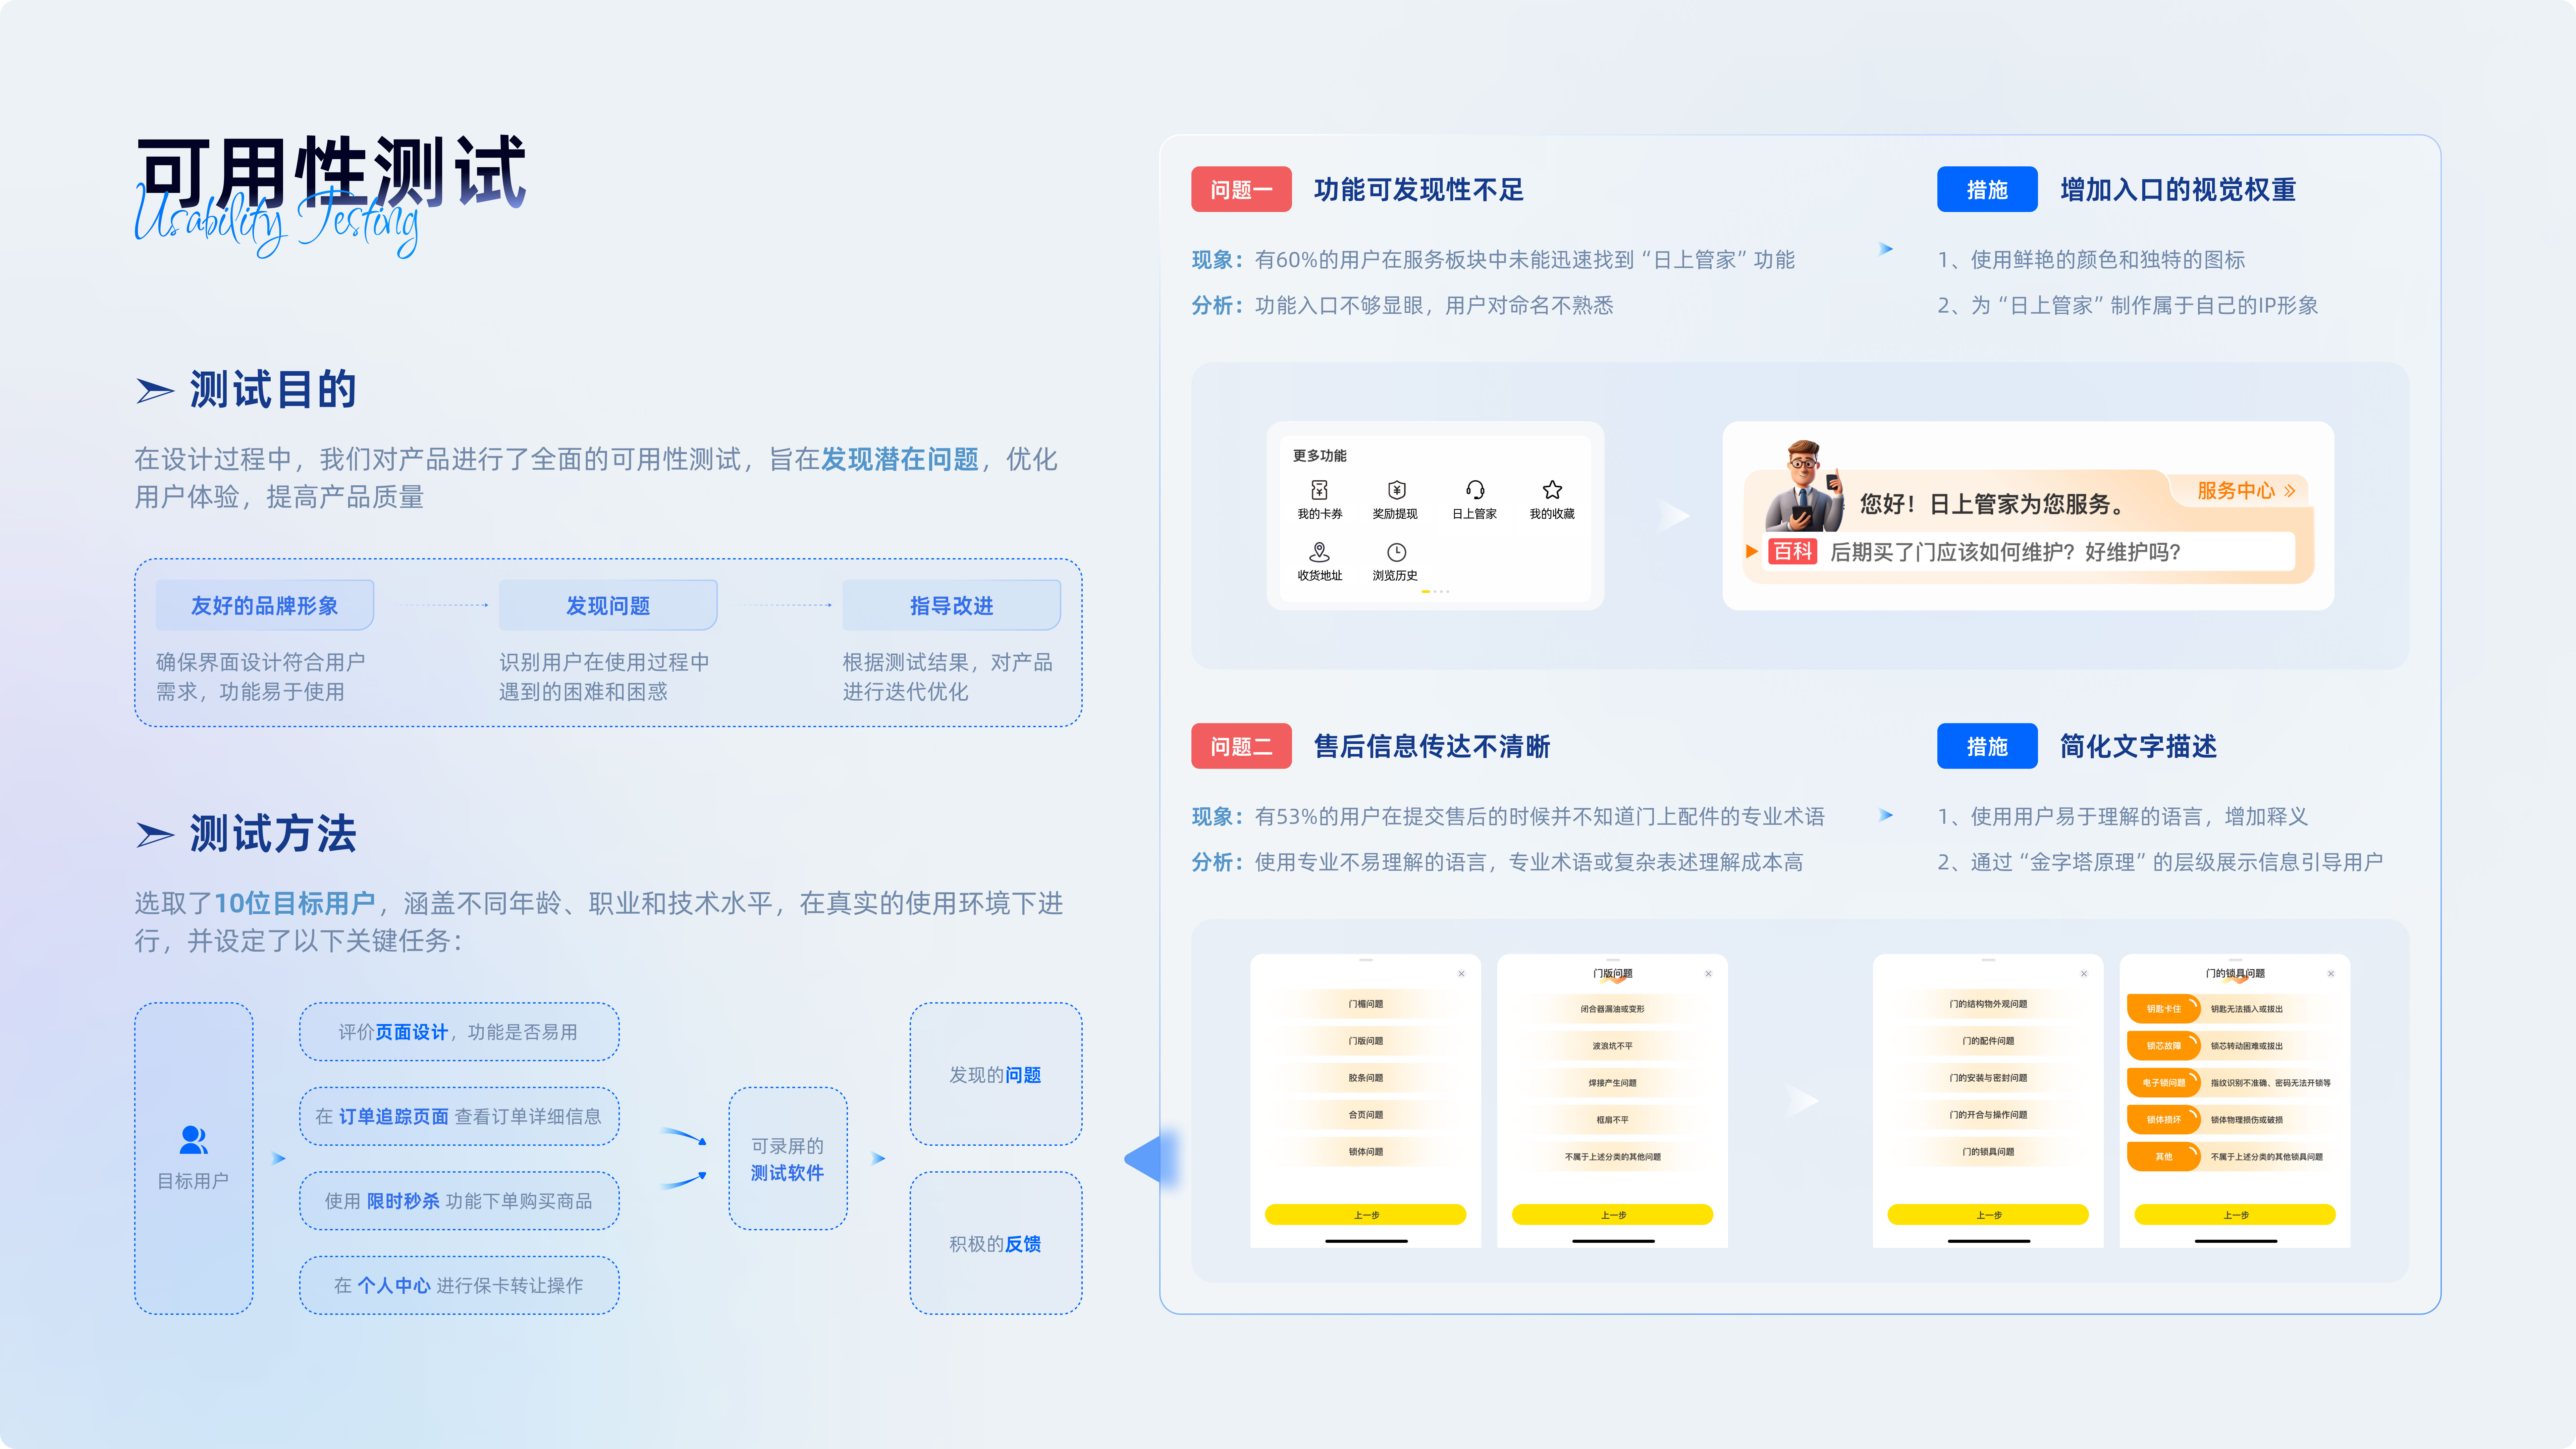 可用性测试
Usability Testing
测试目的
在设计过程中，我们对产品进行了全面的可用性测试，旨在发现潜在问题，优化
用户体验，提高产品质量
友好的品牌形象
确保界面设计符合用户
需求，功能易于使用
发现问题
识别用户在使用过程中
遇到的困难和困惑
指导改进
根据测试结果，对产品
进行迭代优化
测试方法
选取了10位目标用户，涵盖不同年龄、职业和技术水平，在真实的使用环境下进
行，并设定了以下关键任务：
目标用户
评价页面设计，功能是否易用
在 订单追踪页面 查看订单详细信息
使用 限时秒杀 功能下单购买商品
在 个人中心 进行保卡转让操作
可录屏的
测试软件
发现的问题
积极的反馈
问题一 功能可发现性不足
现象：有60%的用户在服务板块中未能迅速找到“日上管家”功能
分析：功能入口不够显眼，用户对命名不熟悉
措施 增加入口的视觉权重
1、使用鲜艳的颜色和独特的图标
2、为“日上管家”制作属于自己的IP形象
更多功能
我的卡券 奖励提现 日上管家 我的收藏
收货地址 浏览历史
您好！日上管家为您服务。
服务中心
百科 后期买了门应该如何维护？好维护吗？
问题二 售后信息传达不清晰
现象：有53%的用户在提交售后的时候并不知道门上配件的专业术语
分析：使用专业不易理解的语言，专业术语或复杂表述理解成本高
措施 简化文字描述
1、使用用户易于理解的语言，增加释义
2、通过“金字塔原理”的层级展示信息引导用户
门楣问题
门版问题
胶条问题
合页问题
锁体问题
上一步
门版问题
闭合器漏油或变形
波浪坑不平
焊接产生问题
框扇不平
不属于上述分类的其他问题
上一步
门的结构物外观问题
门的配件问题
门的安装与密封问题
门的开合与操作问题
门的锁具问题
上一步
门的锁具问题
钥匙卡住 钥匙无法插入或拔出
锁芯故障 锁芯转动困难或拔出
电子锁问题 指纹识别不准确、密码无法开锁等
锁体损坏 锁体物理损伤或破损
其他 不属于上述分类的其他锁具问题
上一步